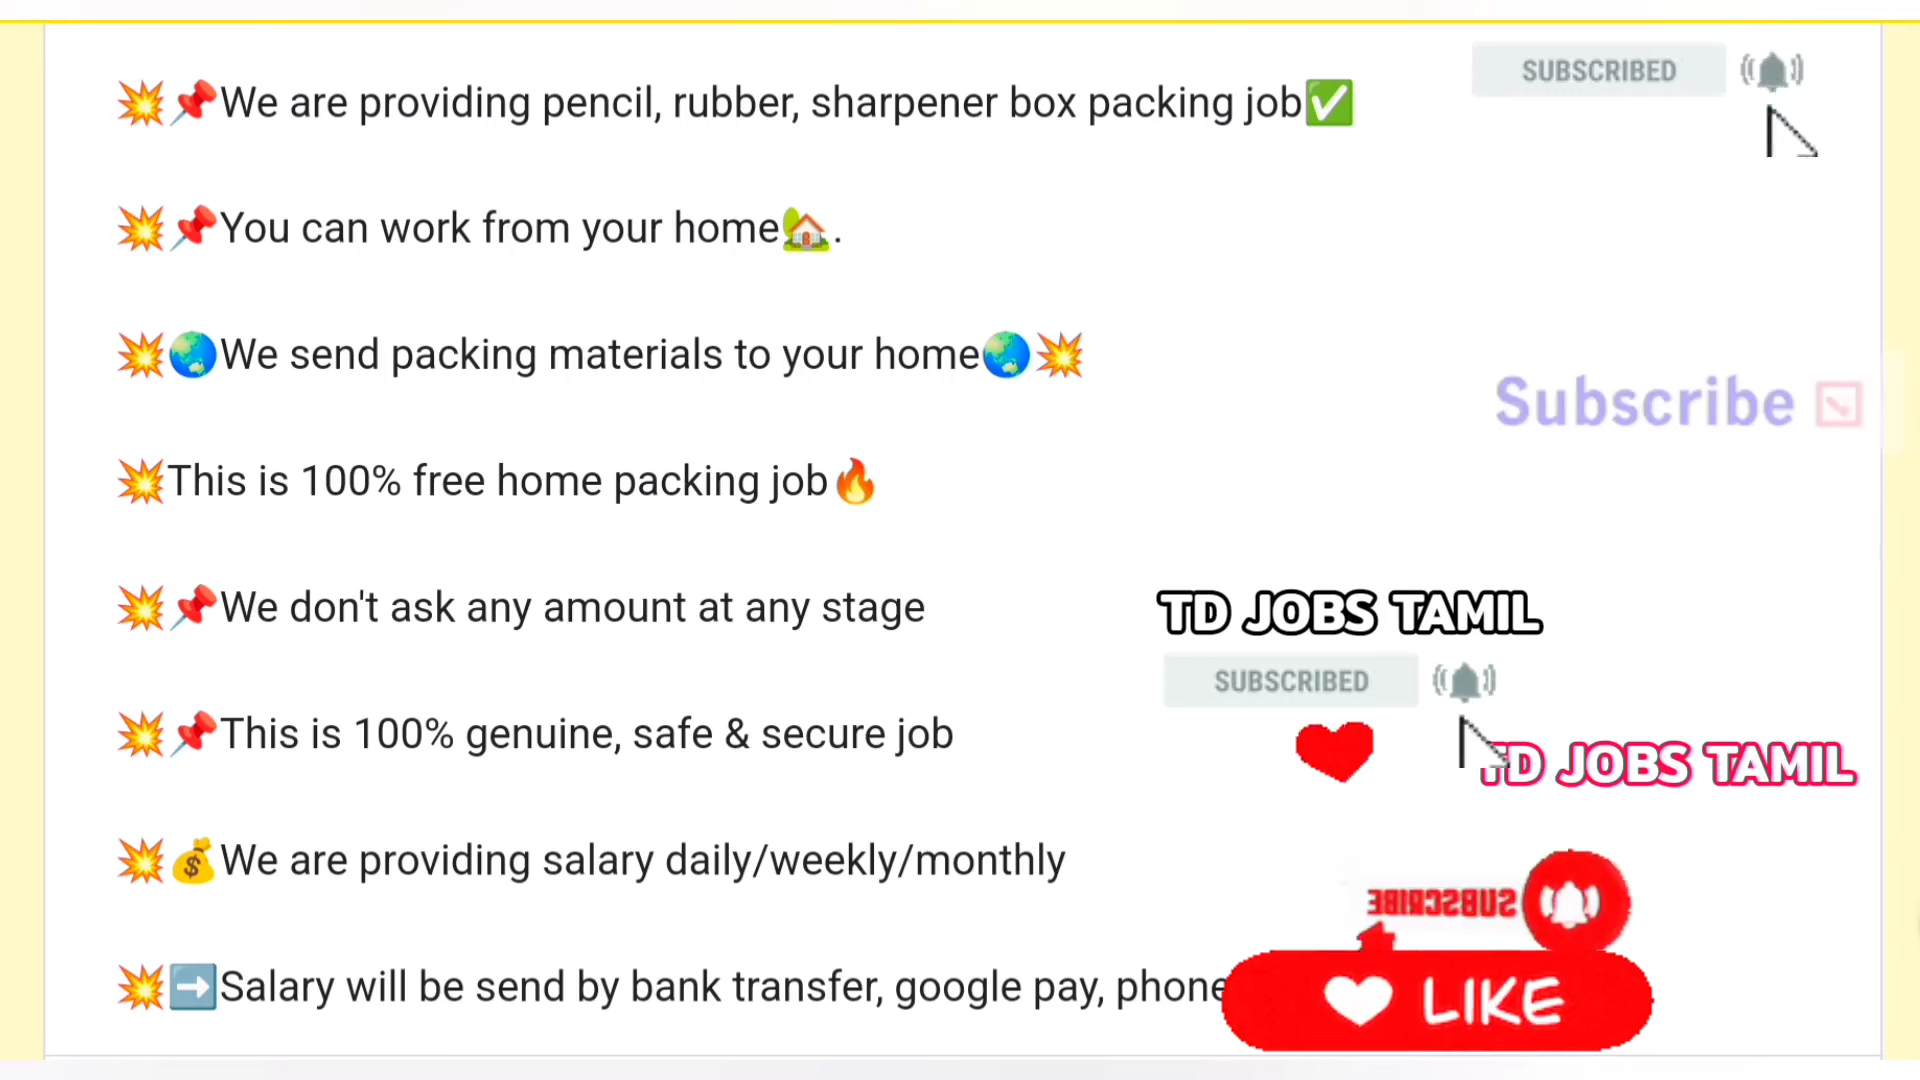 💥📌We are providing pencil, rubber, sharpener box packing job✅
SUBSCRIBED
💥📌You can work from your home🏡.
💥🌏We send packing materials to your home🌏💥
Subscribe
💥This is 100% free home packing job🔥
💥📌We don't ask any amount at any stage
TD JOBS TAMIL
SUBSCRIBED
💥📌This is 100% genuine, safe & secure job
TD JOBS TAMIL
💥💰We are providing salary daily/weekly/monthly
SUBSCRIBE
💥➡️Salary will be send by bank transfer, google pay, phone
LIKE